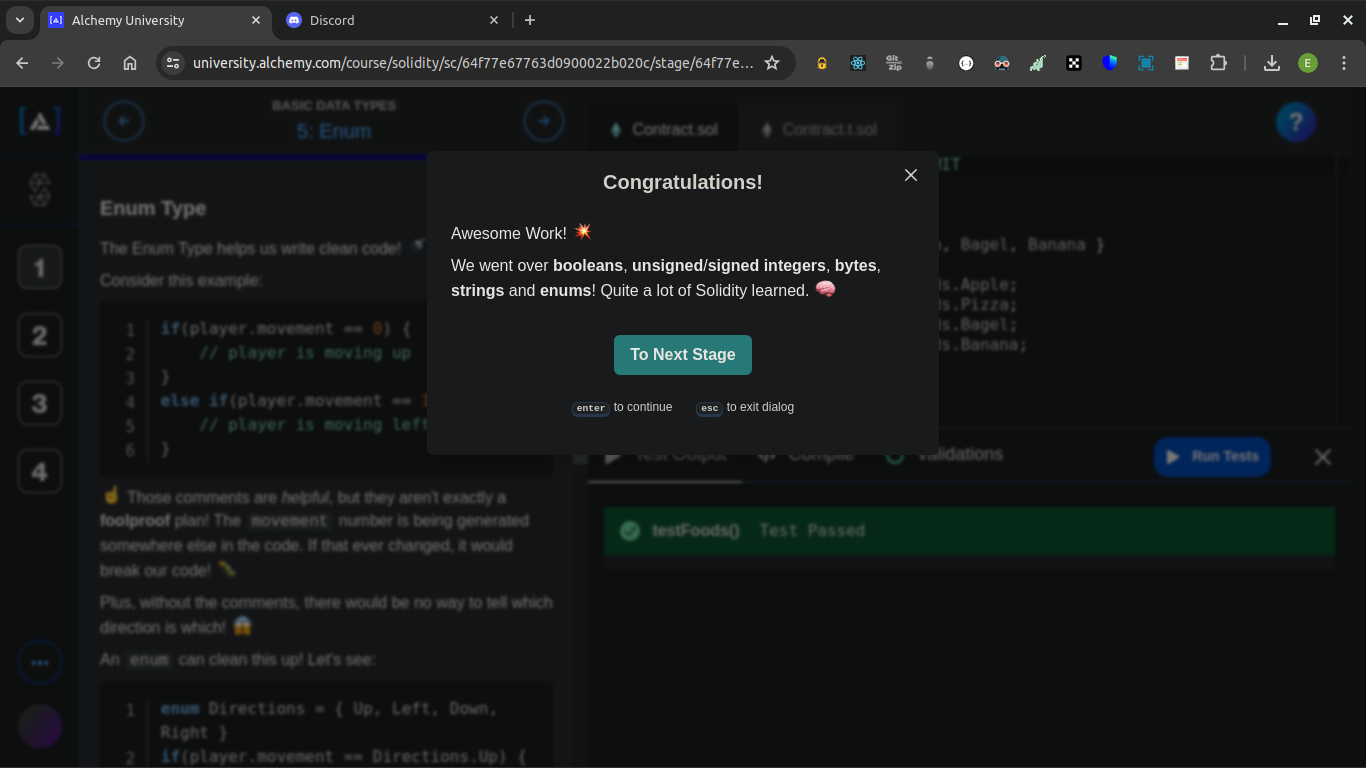 Alchemy University
Discord
university.alchemy.com/course/solidity/sc/64f77e67763d0900022b020c/stage/64f77e...
Git
Zip
E
BASIC DATA TYPES
5: Enum
Contract.sol
Contract.t.sol
?
Congratulations!
Awesome Work! 💥
We went over booleans, unsigned/signed integers, bytes,
strings and enums! Quite a lot of Solidity learned. 🧠
To Next Stage
enter to continue
esc to exit dialog
Enum Type
The Enum Type helps us write clean code!
Consider this example:
1 if(player.movement == 0) {
2 // player is moving up
3 }
4 else if(player.movement == 1
5 // player is moving left
6 }
☝ Those comments are helpful, but they aren't exactly a
foolproof plan! The movement number is being generated
somewhere else in the code. If that ever changed, it would
break our code! 🐛
Plus, without the comments, there would be no way to tell which
direction is which! 😱
An enum can clean this up! Let's see:
1 enum Directions = { Up, Left, Down,
Right }
2 if(player.movement == Directions.Up) {
1
2
3
4
MIT
, Bagel, Banana }
.Apple;
.Pizza;
.Bagel;
.Banana;
Test Output
Compile
Validations
Run Tests
testFoods() Test Passed